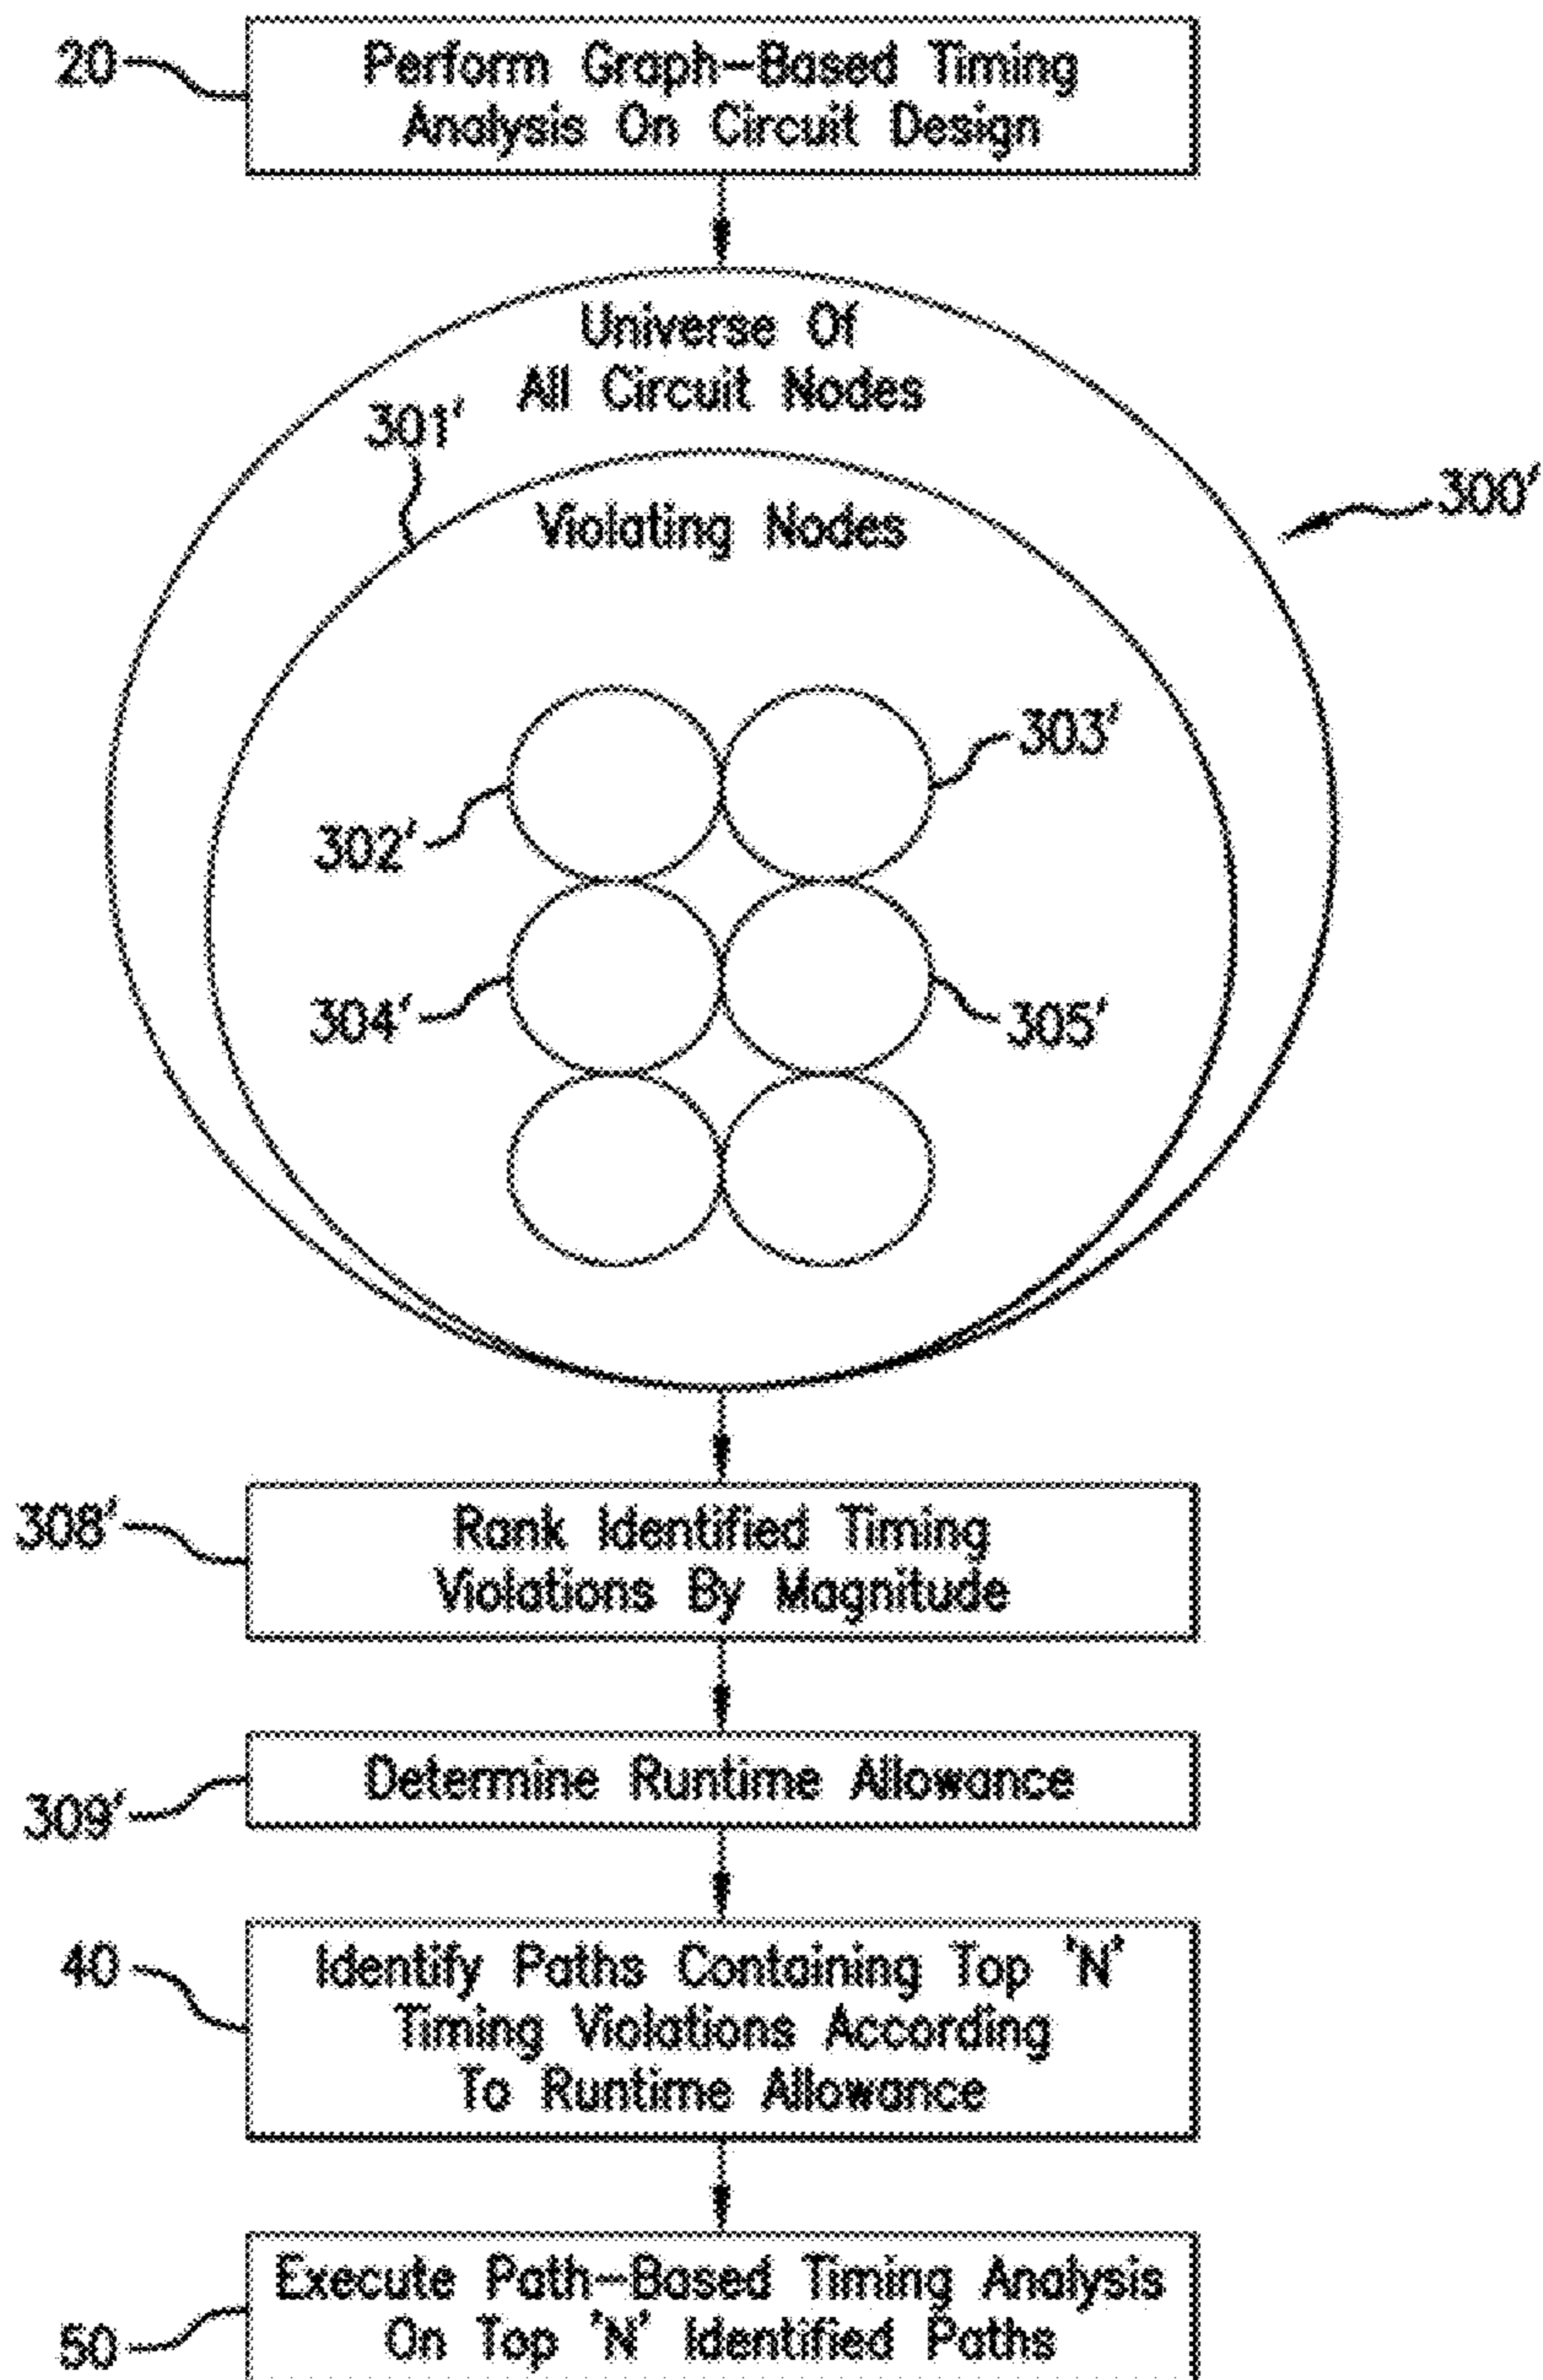 20
Perform Graph-Based Timing
Analysis On Circuit Design
Universe Of
All Circuit Nodes
301'
Violating Nodes
300'
303'
302'
304'
305'
308'
Rank Identified Timing
Violations By Magnitude
309'
Determine Runtime Allowance
40
Identify Paths Containing Top 'N'
Timing Violations According
To Runtime Allowance
50
Execute Path-Based Timing Analysis
On Top 'N' Identified Paths